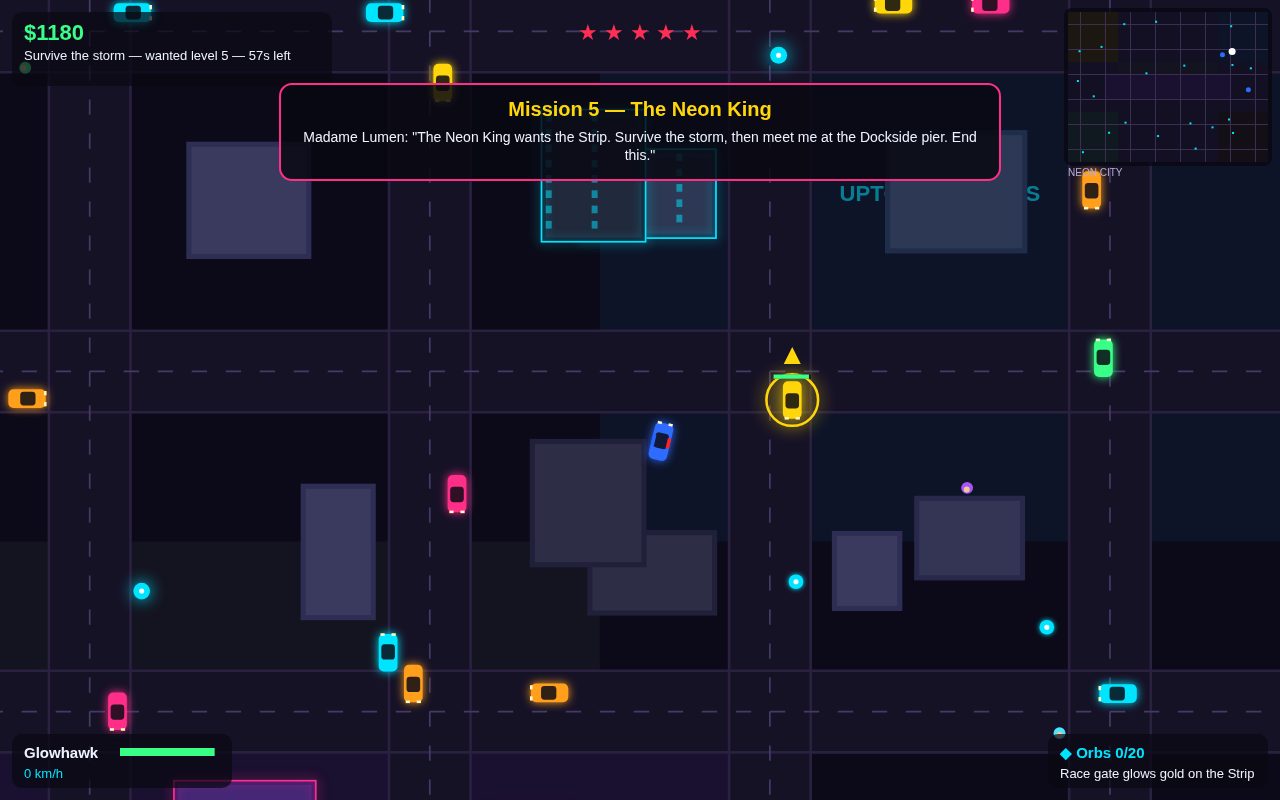 $1180
Survive the storm — wanted level 5 — 57s left
★ ★ ★ ★ ★
Mission 5 — The Neon King
Madame Lumen: "The Neon King wants the Strip. Survive the storm, then meet me at the Dockside pier. End
this."
NEON CITY
Glowhawk
0 km/h
◆ Orbs 0/20
Race gate glows gold on the Strip